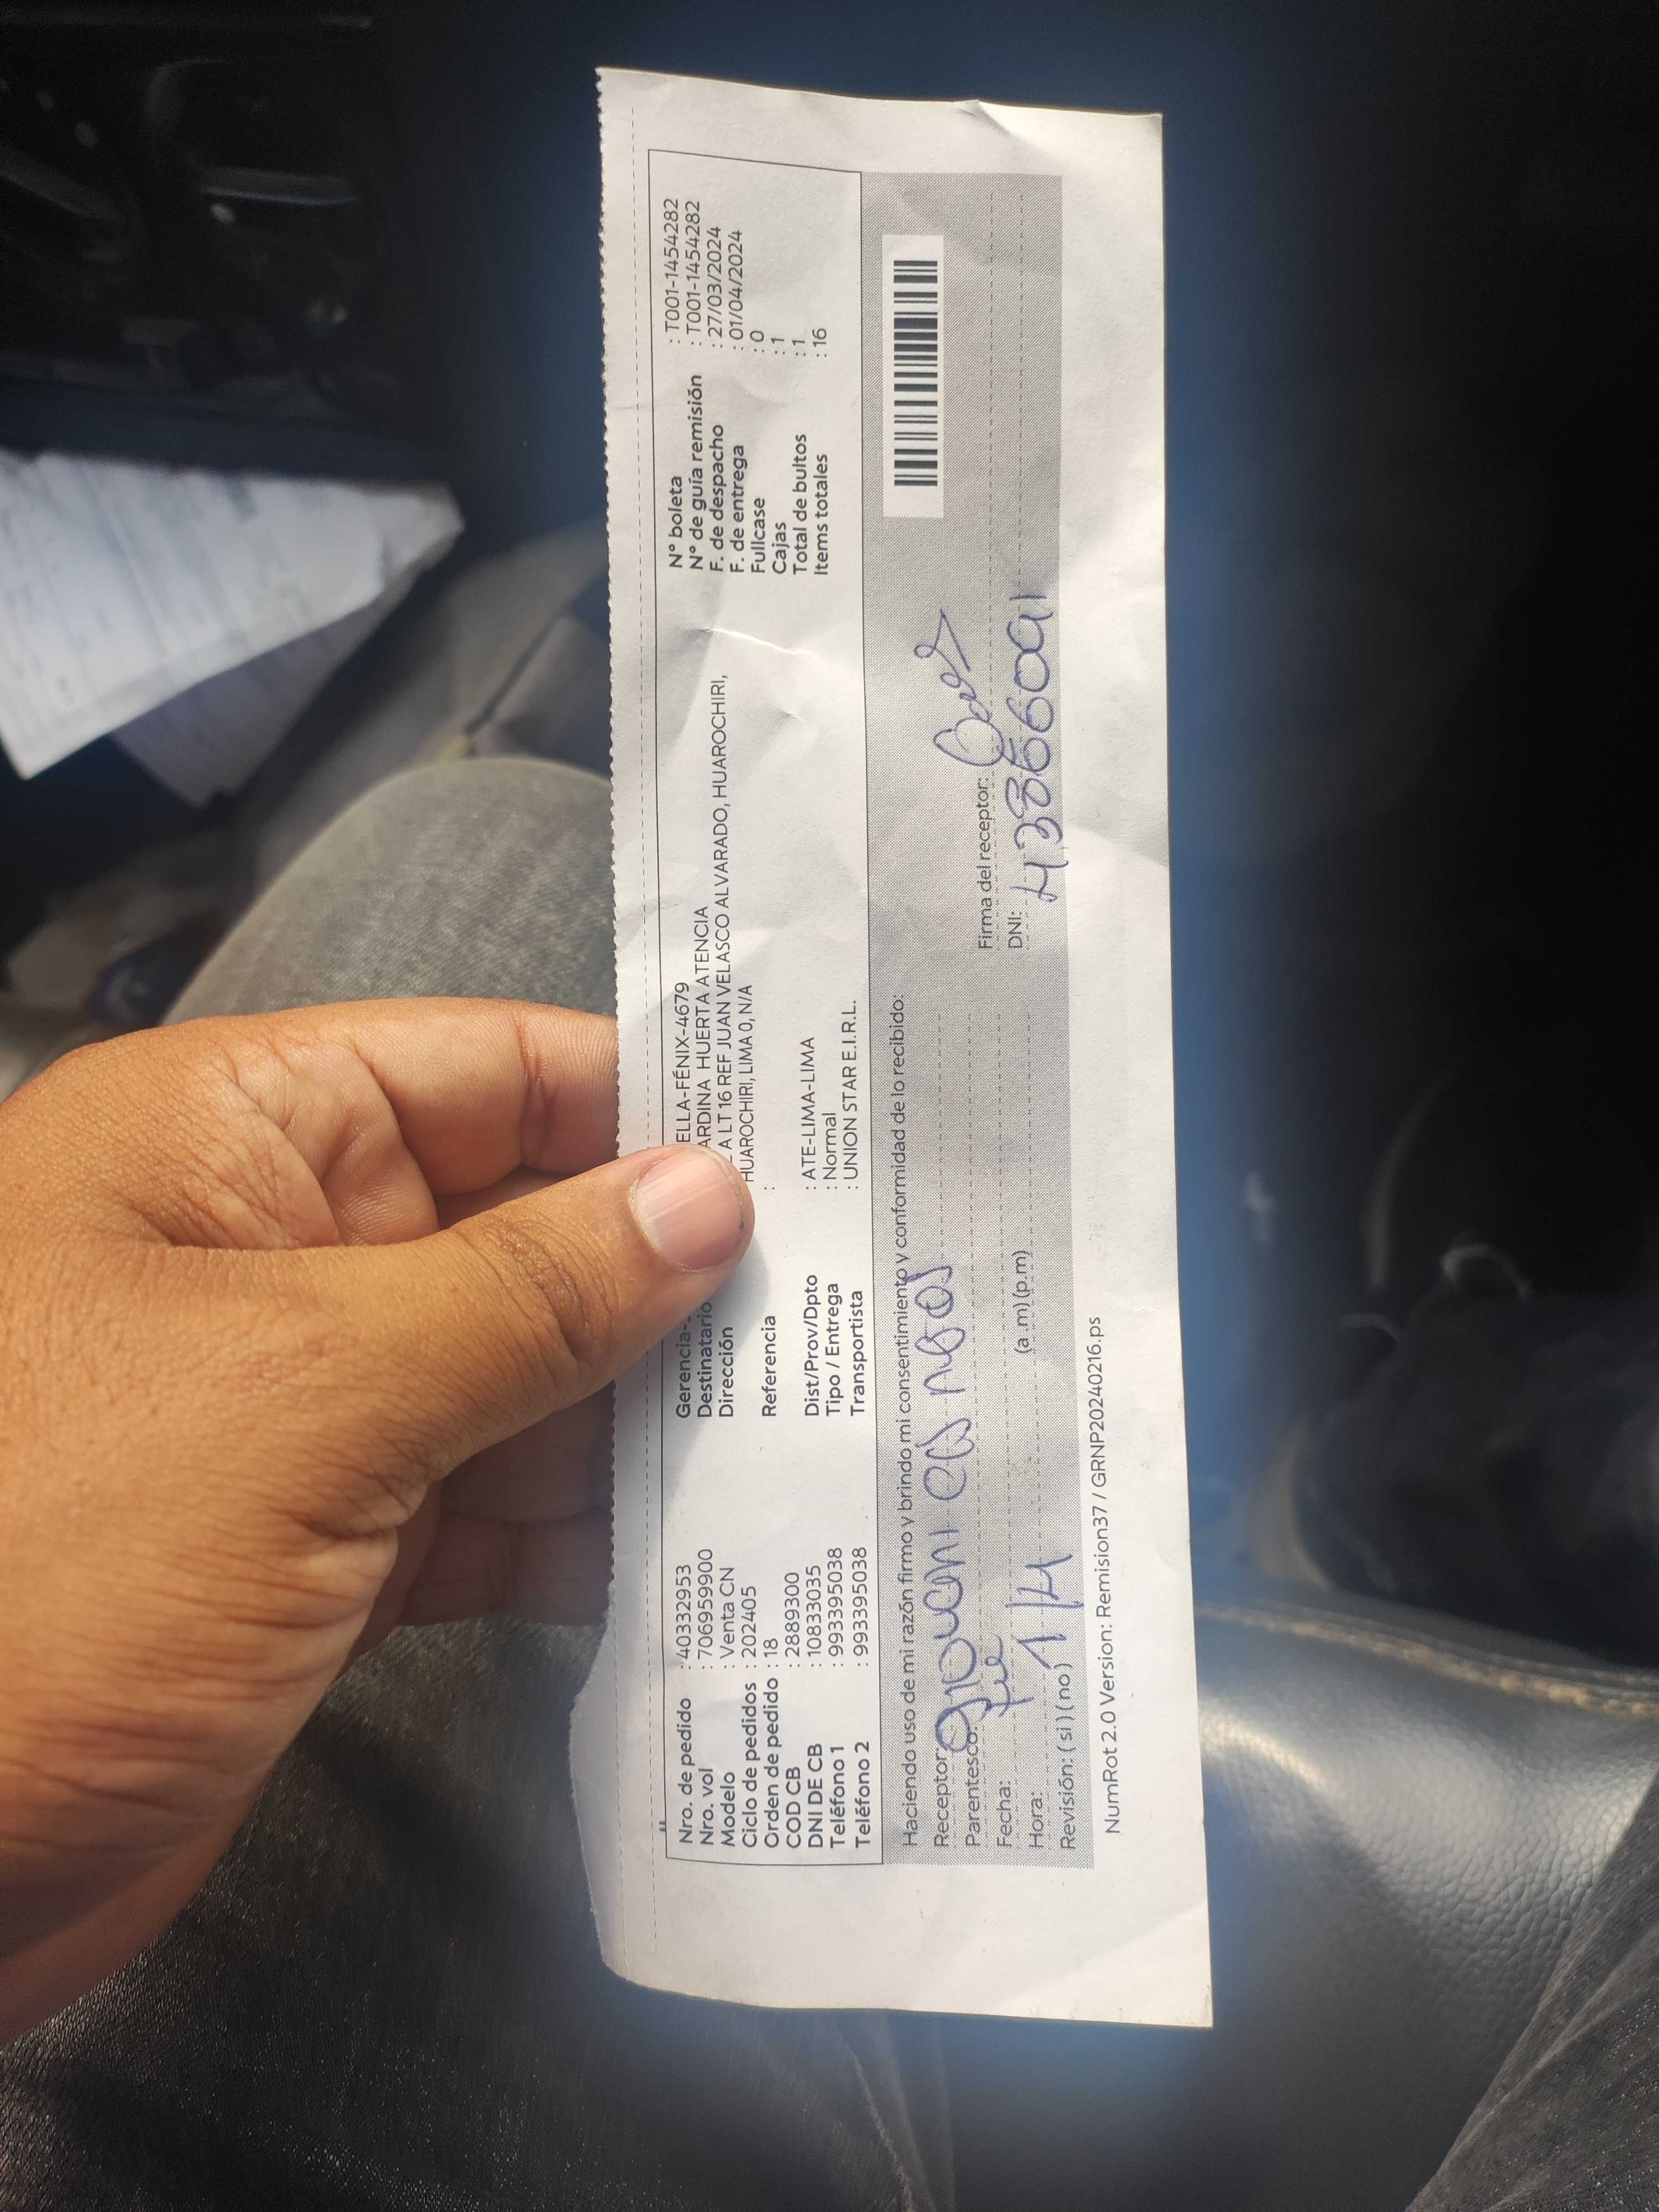 Nro. de pedido : 40332953
Nro. vol : 706959900
Modelo : Venta CN
Ciclo de pedidos : 202405
Orden de pedido : 18
COD CB : 2889300
DNI DE CB : 10833035
Teléfono 1 : 993395038
Teléfono 2 : 993395038
Gerencia- ELLA-FÉNIX-4679
Destinatario ARDINA HUERTA ATENCIA
Dirección A LT 16 REF JUAN VELASCO ALVARADO, HUAROCHIRI,
HUAROCHIRI, LIMA 0, N/A
Referencia :
Dist/Prov/Dpto : ATE-LIMA-LIMA
Tipo / Entrega : Normal
Transportista : UNION STAR E.I.R.L.
N° boleta : T001-1454282
N° de guía remisión : T001-1454282
F. de despacho : 27/03/2024
F. de entrega : 01/04/2024
Fullcase : 0
Cajas : 1
Total de bultos : 1
Items totales : 16
Haciendo uso de mi razón firmo y brindo mi consentimiento y conformidad de lo recibido:
Receptor:
Parentesco:
Fecha:
Hora: (a .m) (p.m)
Revisión: ( si ) ( no )
Firma del receptor:
DNI:
NumRot 2.0 Version: Remision37 / GRNP20240216.ps